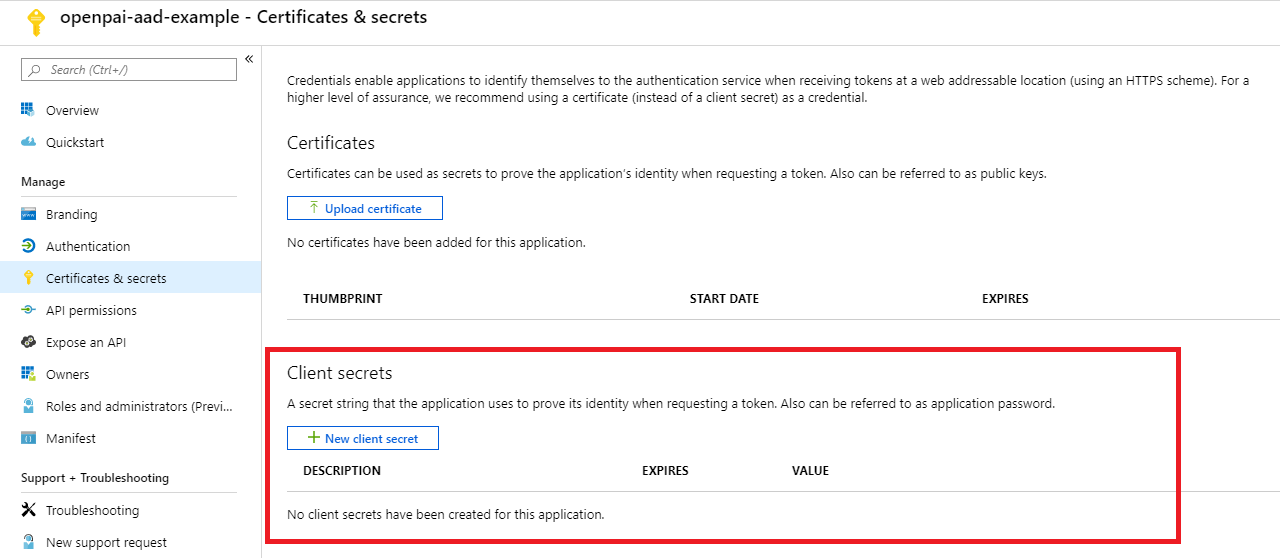 openpai-aad-example - Certificates & secrets
Search (Ctrl+/)
«
Overview
Quickstart
Manage
Branding
Authentication
Certificates & secrets
API permissions
Expose an API
Owners
Roles and administrators (Previ...
Manifest
Support + Troubleshooting
Troubleshooting
New support request
Credentials enable applications to identify themselves to the authentication service when receiving tokens at a web addressable location (using an HTTPS scheme). For a
higher level of assurance, we recommend using a certificate (instead of a client secret) as a credential.
Certificates
Certificates can be used as secrets to prove the application's identity when requesting a token. Also can be referred to as public keys.
Upload certificate
No certificates have been added for this application.
THUMBPRINT START DATE EXPIRES
Client secrets
A secret string that the application uses to prove its identity when requesting a token. Also can be referred to as application password.
New client secret
DESCRIPTION EXPIRES VALUE
No client secrets have been created for this application.